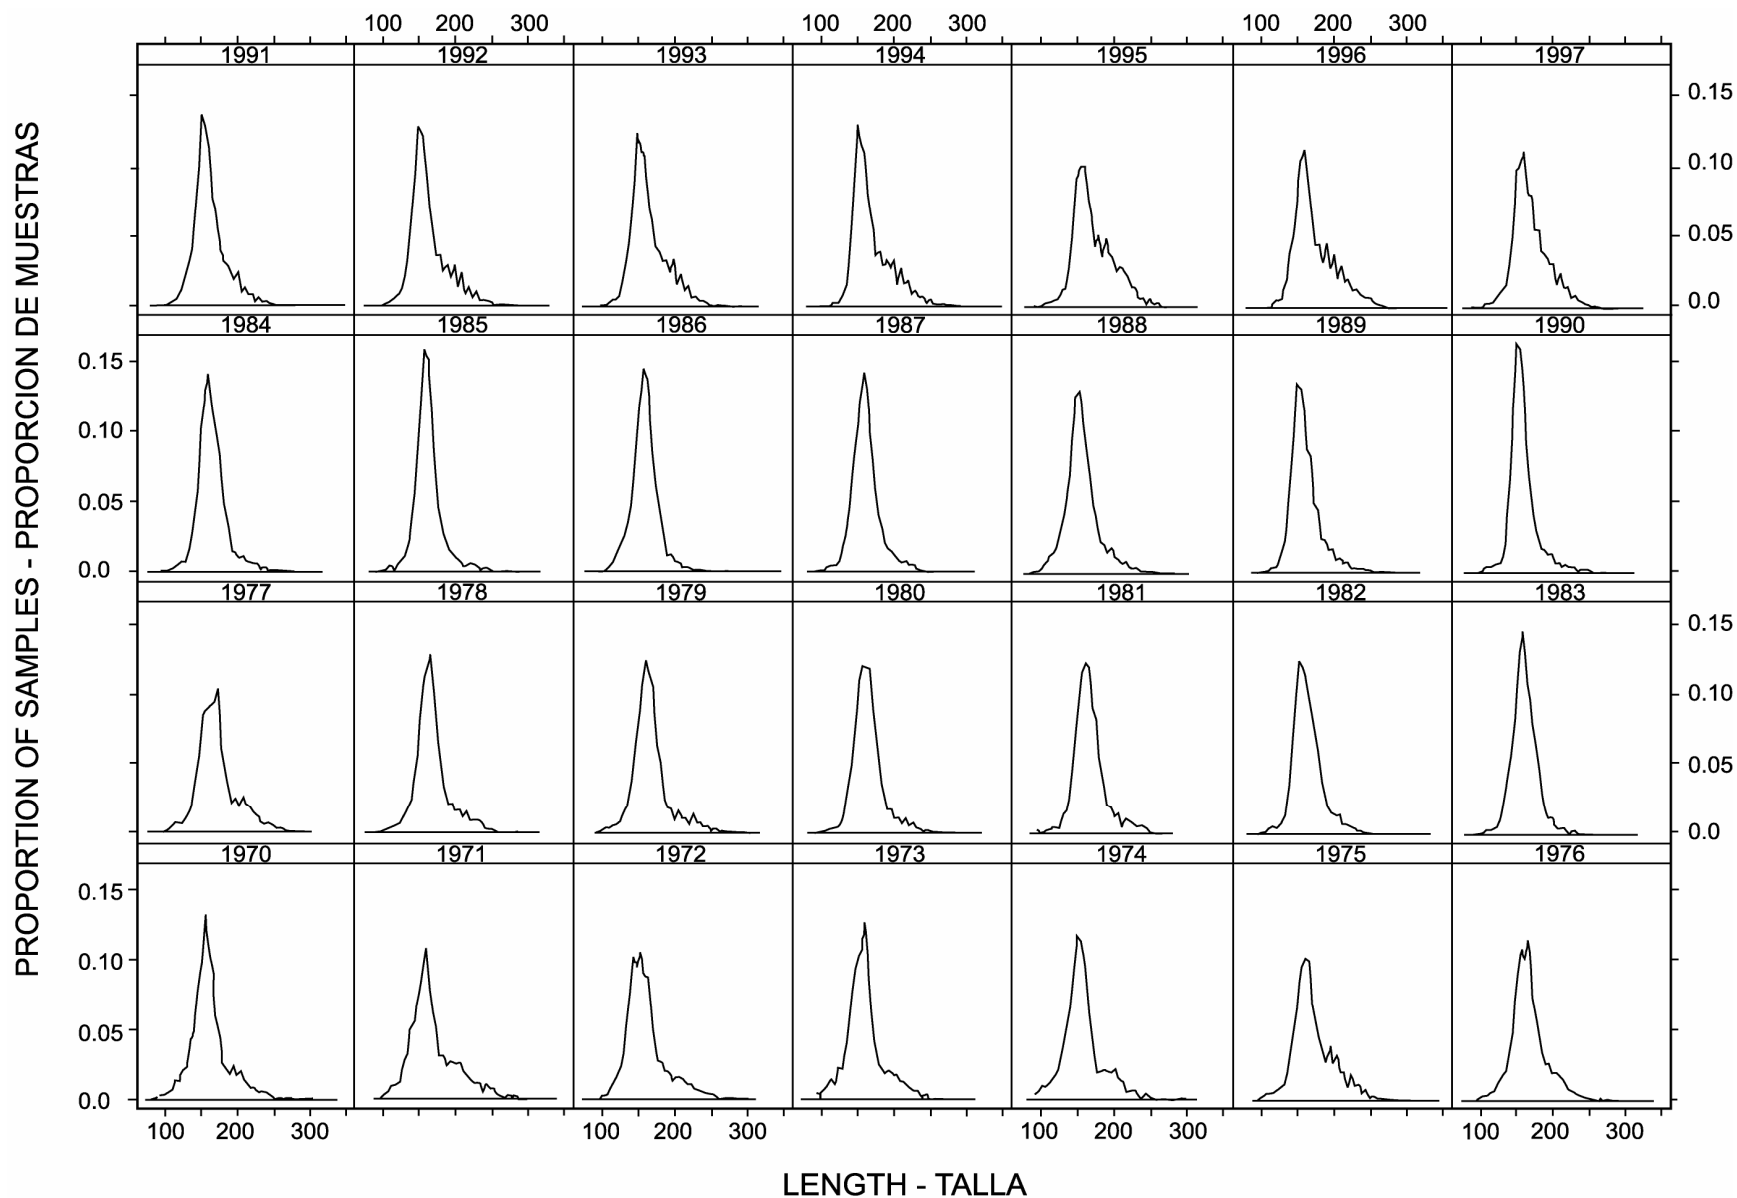 100 200 300 100 200 300 100 200 300
1991 1992 1993 1994 1995 1996 1997
0.15
0.10
0.05
0.0
1984 1985 1986 1987 1988 1989 1990
0.15
0.10
0.05
0.0
1977 1978 1979 1980 1981 1982 1983
0.15
0.10
0.05
0.0
1970 1971 1972 1973 1974 1975 1976
0.15
0.10
0.05
0.0
100 200 300 100 200 300 100 200 300 100 200 300
PROPORTION OF SAMPLES - PROPORCION DE MUESTRAS
LENGTH - TALLA